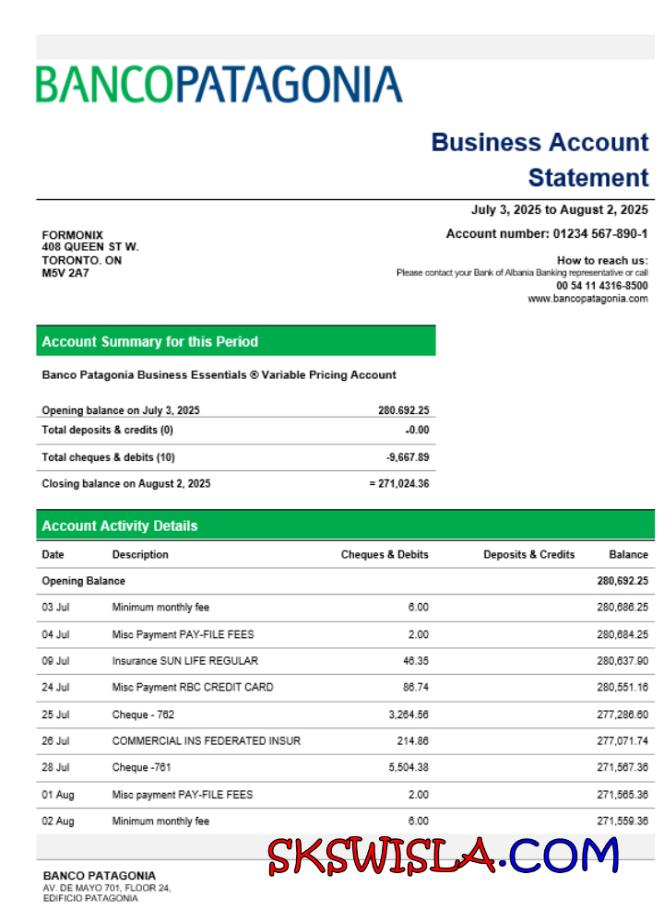 BANCOPATAGONIA
Business Account
Statement
July 3, 2025 to August 2, 2025
FORMONIX
408 QUEEN ST W.
TORONTO. ON
M5V 2A7
Account number: 01234 567-890-1
How to reach us:
Please contact your Bank of Albania Banking representative or call
00 54 11 4316-8500
www.bancopatagonia.com
Account Summary for this Period
Banco Patagonia Business Essentials ® Variable Pricing Account
Opening balance on July 3, 2025 280.692.25
Total deposits & credits (0) -0.00
Total cheques & debits (10) -9,667.89
Closing balance on August 2, 2025 = 271,024.36
Account Activity Details
Date Description Cheques & Debits Deposits & Credits Balance
Opening Balance 280,692.25
03 Jul Minimum monthly fee 6.00 280,686.25
04 Jul Misc Payment PAY-FILE FEES 2.00 280,684.25
09 Jul Insurance SUN LIFE REGULAR 46.35 280,637.90
24 Jul Misc Payment RBC CREDIT CARD 86.74 280,551.16
25 Jul Cheque - 762 3,264.56 277,286.60
26 Jul COMMERCIAL INS FEDERATED INSUR 214.86 277,071.74
28 Jul Cheque -761 5,504.38 271,567.36
01 Aug Misc payment PAY-FILE FEES 2.00 271,565.36
02 Aug Minimum monthly fee 6.00 271,559.36
SKSWISLA.COM
BANCO PATAGONIA
AV. DE MAYO 701, FLOOR 24,
EDIFICIO PATAGONIA